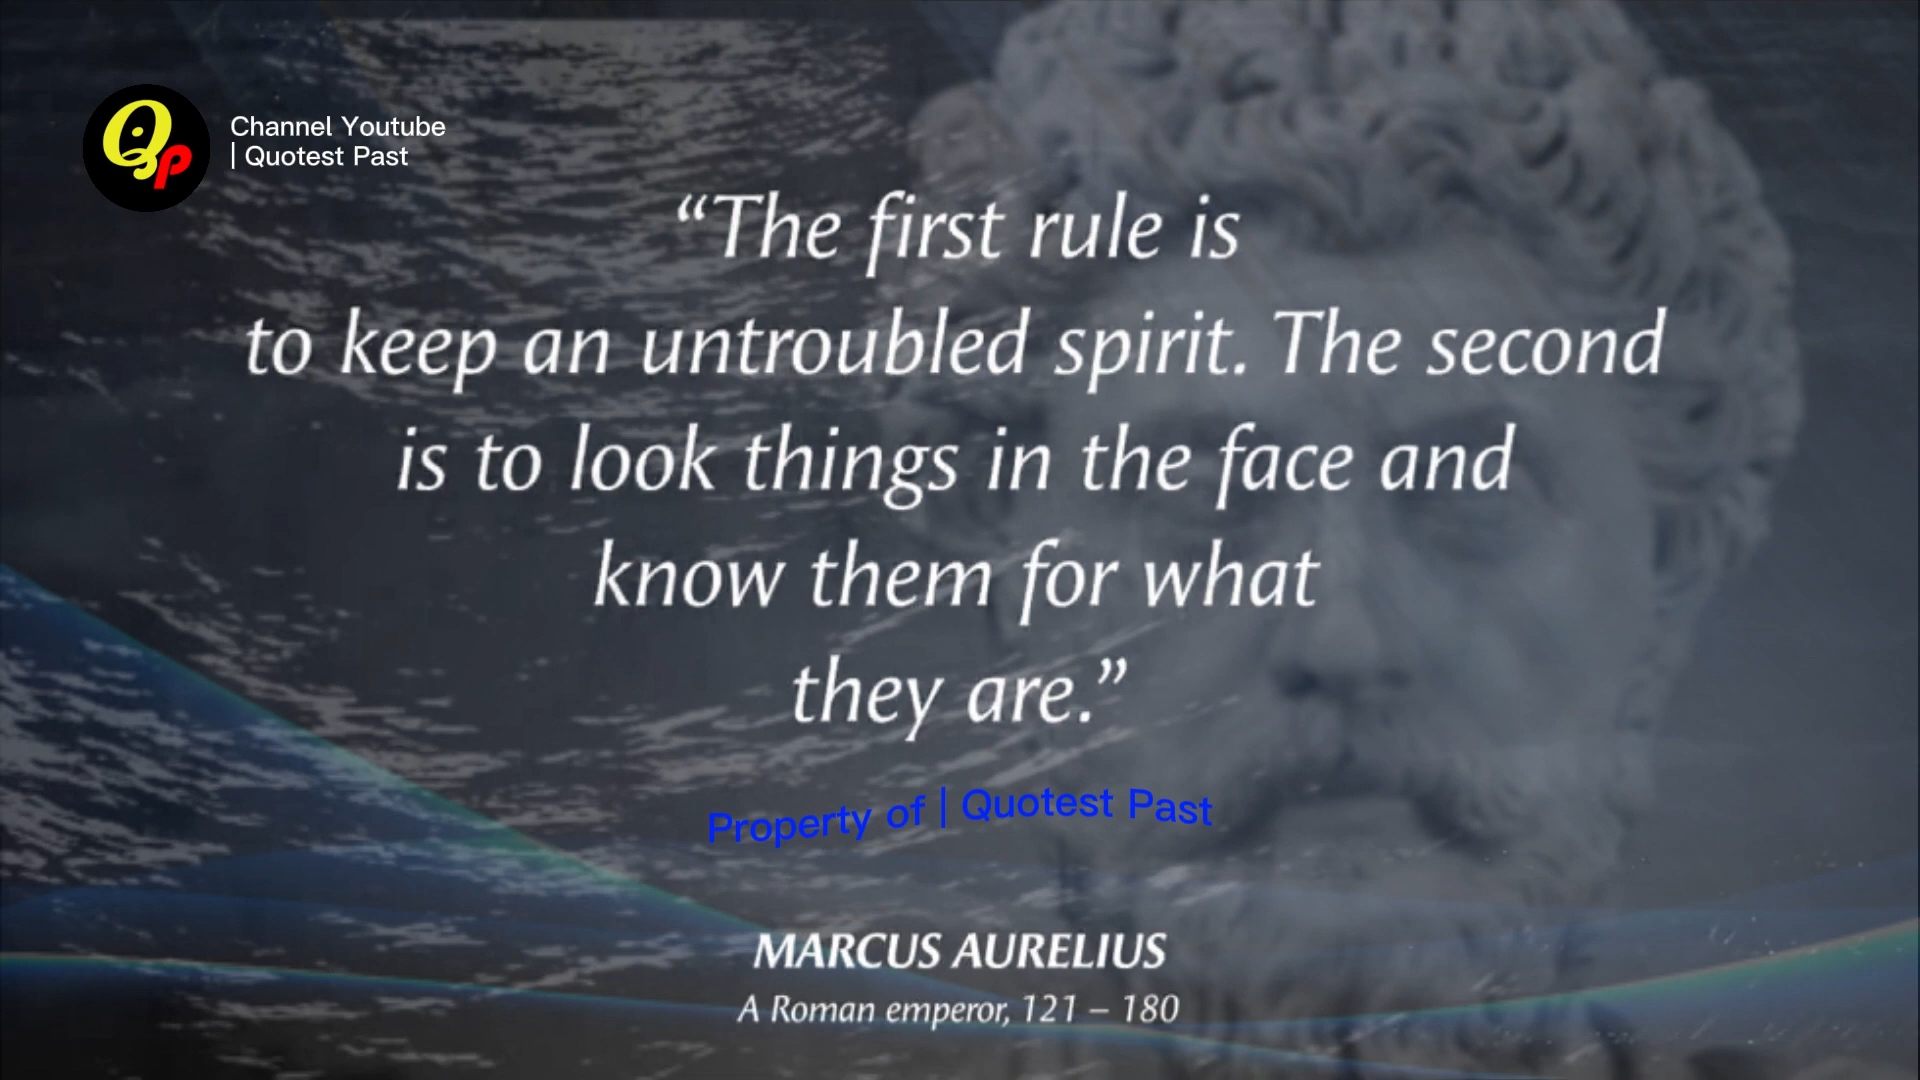 Channel Youtube
| Quotest Past
“The first rule is
to keep an untroubled spirit. The second
is to look things in the face and
know them for what
they are.”
Property of | Quotest Past
MARCUS AURELIUS
A Roman emperor, 121 – 180